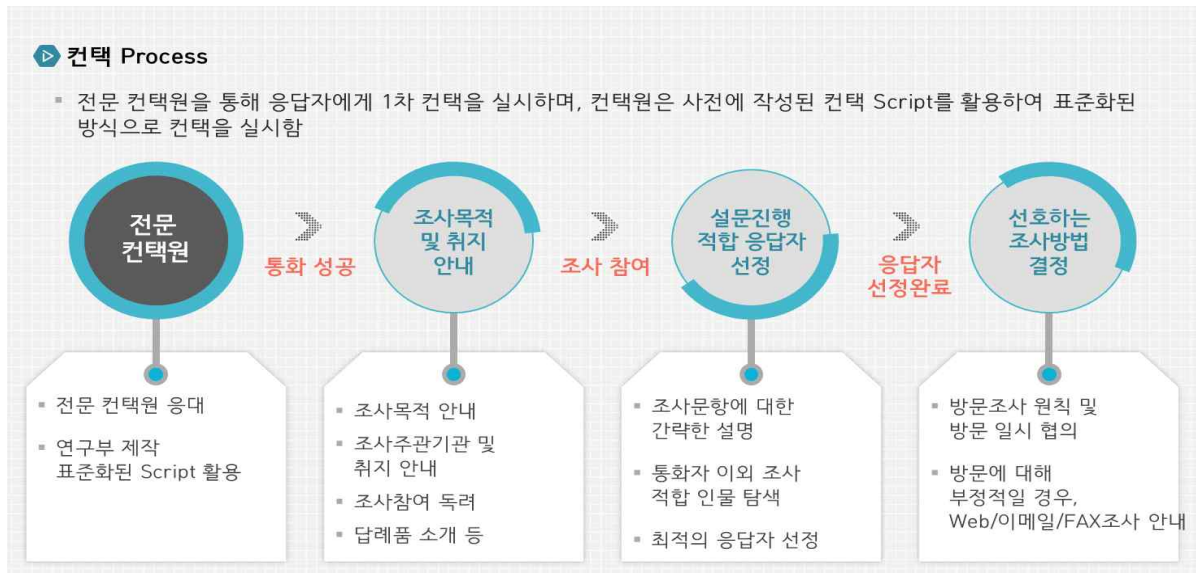 컨택 Process
▪ 전문 컨택원을 통해 응답자에게 1차 컨택을 실시하며, 컨택원은 사전에 작성된 컨택 Script를 활용하여 표준화된
방식으로 컨택을 실시함
전문
컨택원
통화 성공
조사목적
및 취지
안내
조사 참여
설문진행
적합 응답자
선정
응답자
선정완료
선호하는
조사방법
결정
▪ 전문 컨택원 응대
▪ 연구부 제작
표준화된 Script 활용
▪ 조사목적 안내
▪ 조사주관기관 및
취지 안내
▪ 조사참여 독려
▪ 답례품 소개 등
▪ 조사문항에 대한
간략한 설명
▪ 통화자 이외 조사
적합 인물 탐색
▪ 최적의 응답자 선정
▪ 방문조사 원칙 및
방문 일시 협의
▪ 방문에 대해
부정적일 경우,
Web/이메일/FAX조사 안내